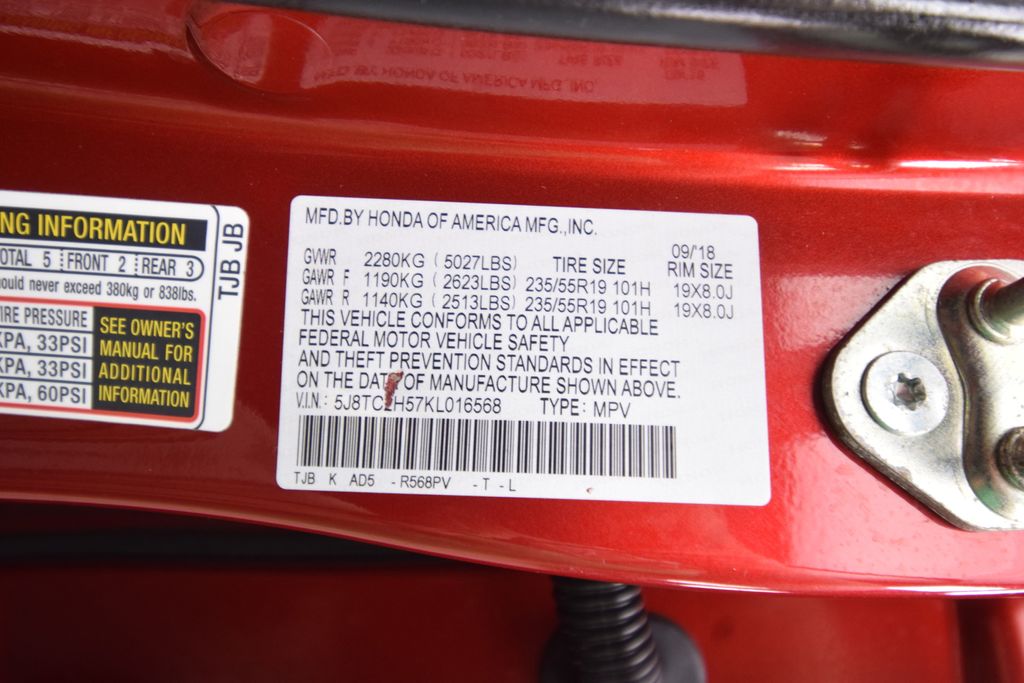 NG INFORMATION
OTAL 5 FRONT 2 REAR 3
ould never exceed 380kg or 838lbs.
IRE PRESSURE
KPA, 33PSI
KPA, 33PSI
KPA, 60PSI
SEE OWNER'S
MANUAL FOR
ADDITIONAL
INFORMATION
TJB JB
MFD.BY HONDA OF AMERICA MFG.,INC.
09/'18
GVWR 2280KG (5027LBS) TIRE SIZE RIM SIZE
GAWR F 1190KG (2623LBS) 235/55R19 101H 19X8.0J
GAWR R 1140KG (2513LBS) 235/55R19 101H 19X8.0J
THIS VEHICLE CONFORMS TO ALL APPLICABLE
FEDERAL MOTOR VEHICLE SAFETY
AND THEFT PREVENTION STANDARDS IN EFFECT
ON THE DATE OF MANUFACTURE SHOWN ABOVE.
V.I.N.: TYPE: MPV
TJB K AD5 -R568PV -T-L